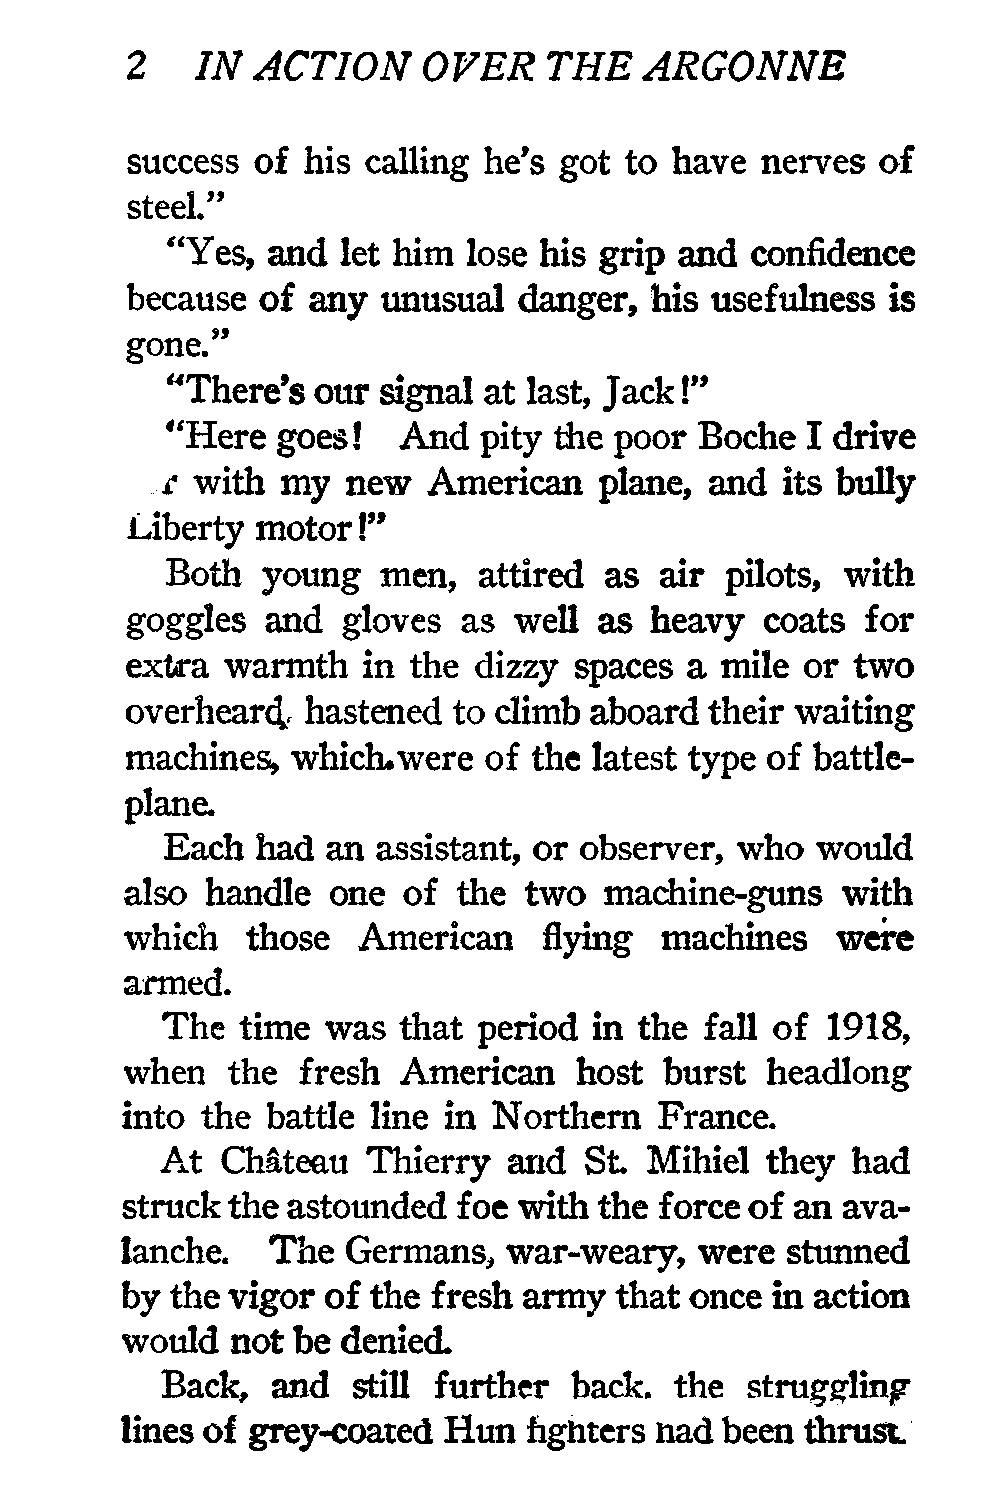 2 IN ACTION OVER THE ARGONNE
success of his calling he's got to have nerves of
steel."
"Yes, and let him lose his grip and confidence
because of any unusual danger, his usefulness is
gone."
"There's our signal at last, Jack!"
"Here goes! And pity the poor Boche I drive
with my new American plane, and its bully
Liberty motor!"
Both young men, attired as air pilots, with
goggles and gloves as well as heavy coats for
extra warmth in the dizzy spaces a mile or two
overheard, hastened to climb aboard their waiting
machines, which were of the latest type of battle-
plane.
Each had an assistant, or observer, who would
also handle one of the two machine-guns with
which those American flying machines were
armed.
The time was that period in the fall of 1918,
when the fresh American host burst headlong
into the battle line in Northern France.
At Château Thierry and St. Mihiel they had
struck the astounded foe with the force of an ava-
lanche. The Germans, war-weary, were stunned
by the vigor of the fresh army that once in action
would not be denied.
Back, and still further back. the struggling
lines of grey-coated Hun fighters had been thrust.